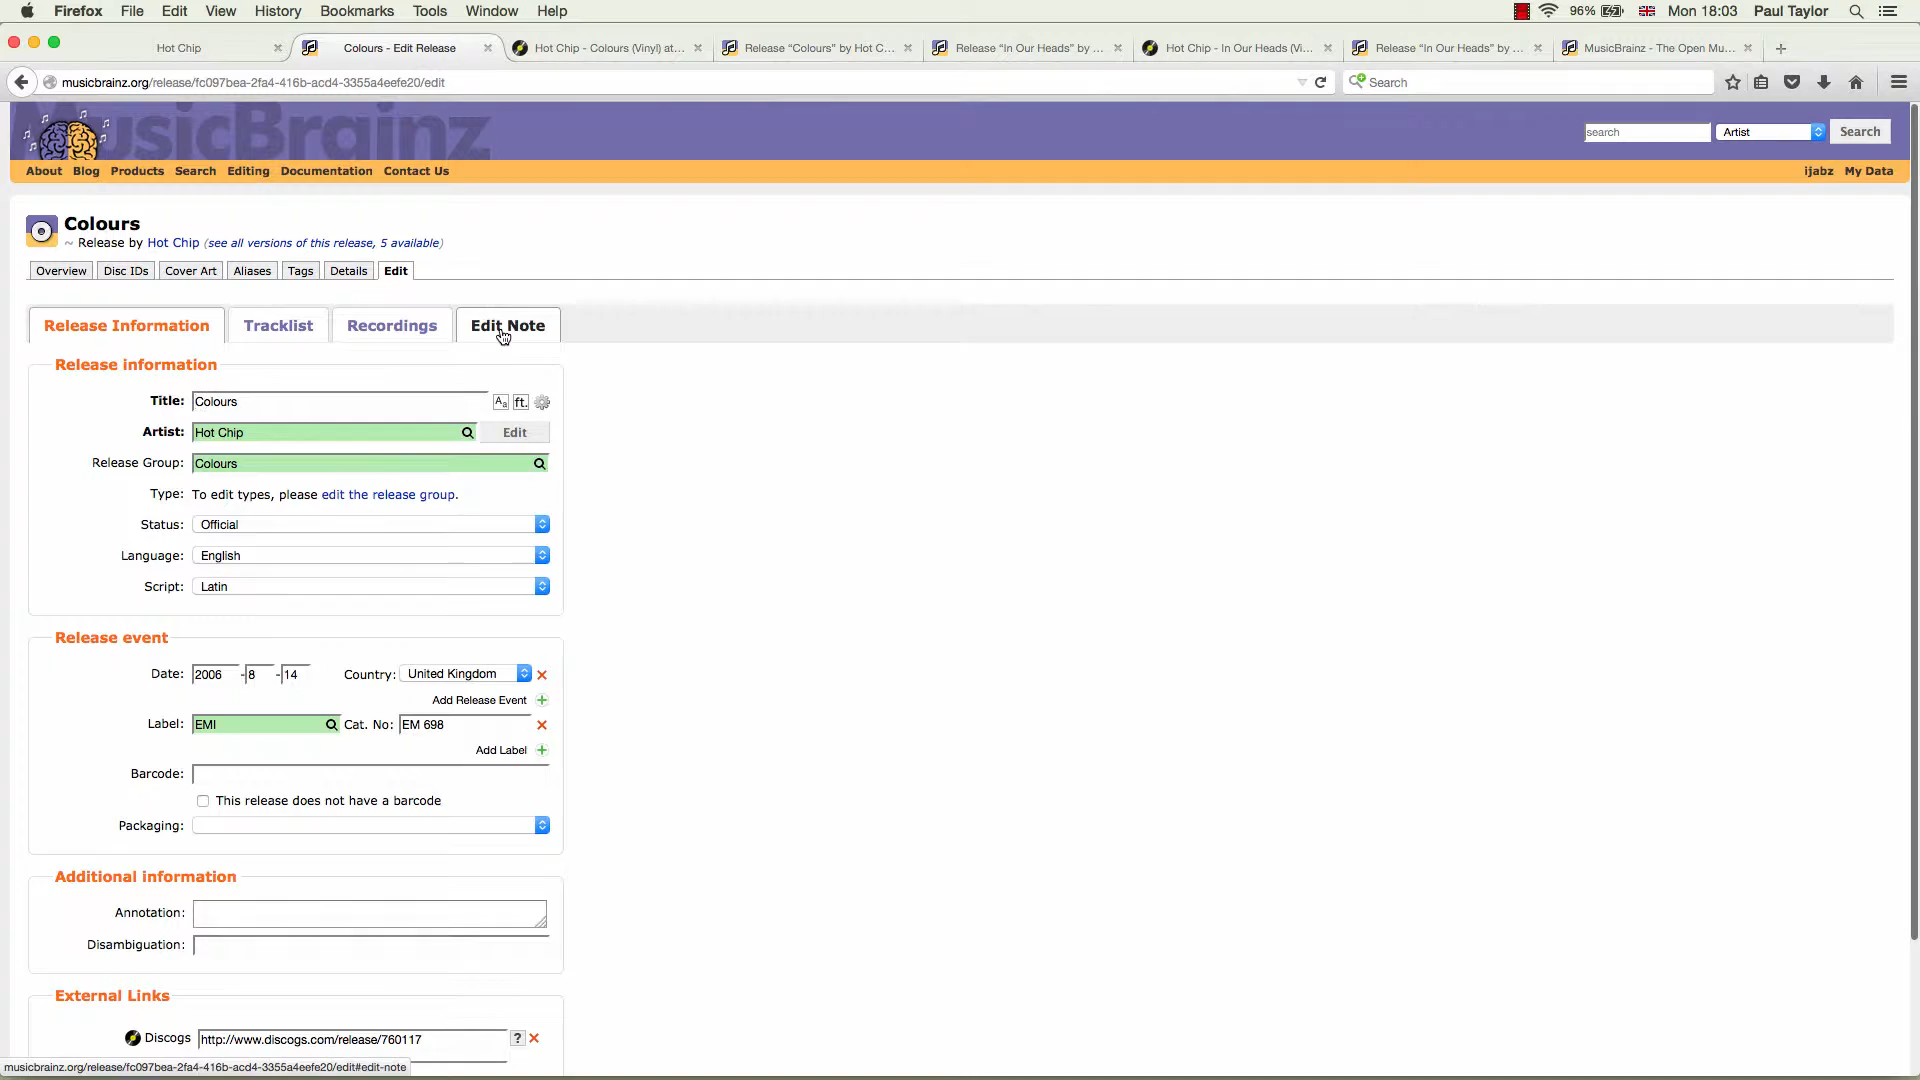 Firefox File Edit View History Bookmarks Tools Window Help 96% Mon 18:03 Paul Taylor
Hot Chip Colours - Edit Release Hot Chip - Colours (Vinyl) at... Release “Colours” by Hot C... Release “In Our Heads” by ... Hot Chip - In Our Heads (Vi... Release “In Our Heads” by ... MusicBrainz - The Open Mu...
musicbrainz.org/release/fc097bea-2fa4-416b-acd4-3355a4eefe20/edit Search
MusicBrainz search Artist Search
About Blog Products Search Editing Documentation Contact Us ijabz My Data
Colours
~ Release by Hot Chip (see all versions of this release, 5 available)
Overview Disc IDs Cover Art Aliases Tags Details Edit
Release Information Tracklist Recordings Edit Note
Release information
Title: Colours Aa ft.
Artist: Hot Chip Edit
Release Group: Colours
Type: To edit types, please edit the release group.
Status: Official
Language: English
Script: Latin
Release event
Date: 2006 - 8 - 14 Country: United Kingdom
Add Release Event
Label: EMI Cat. No: EM 698
Add Label
Barcode:
This release does not have a barcode
Packaging:
Additional information
Annotation:
Disambiguation:
External Links
Discogs http://www.discogs.com/release/760117 ?
musicbrainz.org/release/fc097bea-2fa4-416b-acd4-3355a4eefe20/edit#edit-note